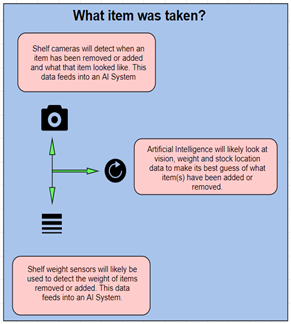 What item was taken?
Shelf cameras will detect when an
item has been removed or added
and what that item looked like. This
data feeds into an AI System
Artificial Intelligence will likely look at
vision, weight and stock location
data to make its best guess of what
item(s) have been added or
removed.
Shelf weight sensors will likely be
used to detect the weight of items
removed or added. This data
feeds into an AI System.